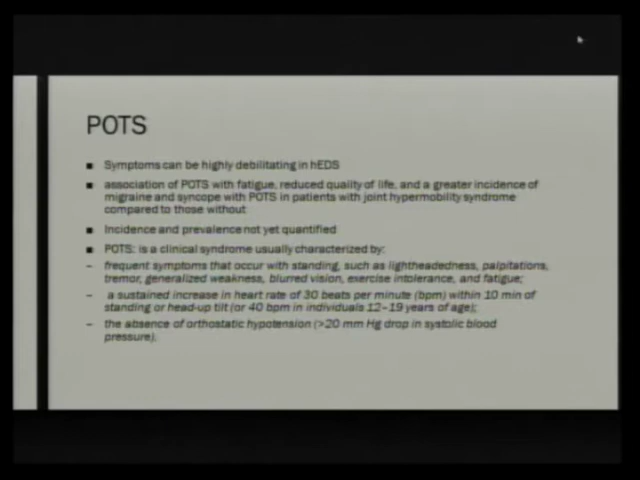 POTS
■ Symptoms can be highly debilitating in hEDS
■ association of POTS with fatigue, reduced quality of life, and a greater incidence of
migraine and syncope with POTS in patients with joint hypermobility syndrome
compared to those without
■ Incidence and prevalence not yet quantified
■ POTS: is a clinical syndrome usually characterized by:
– frequent symptoms that occur with standing, such as lightheadedness, palpitations,
tremor, generalized weakness, blurred vision, exercise intolerance, and fatigue;
– a sustained increase in heart rate of 30 beats per minute (bpm) within 10 min of
standing or head-up tilt (or 40 bpm in individuals 12–19 years of age);
– the absence of orthostatic hypotension (>20 mm Hg drop in systolic blood
pressure).